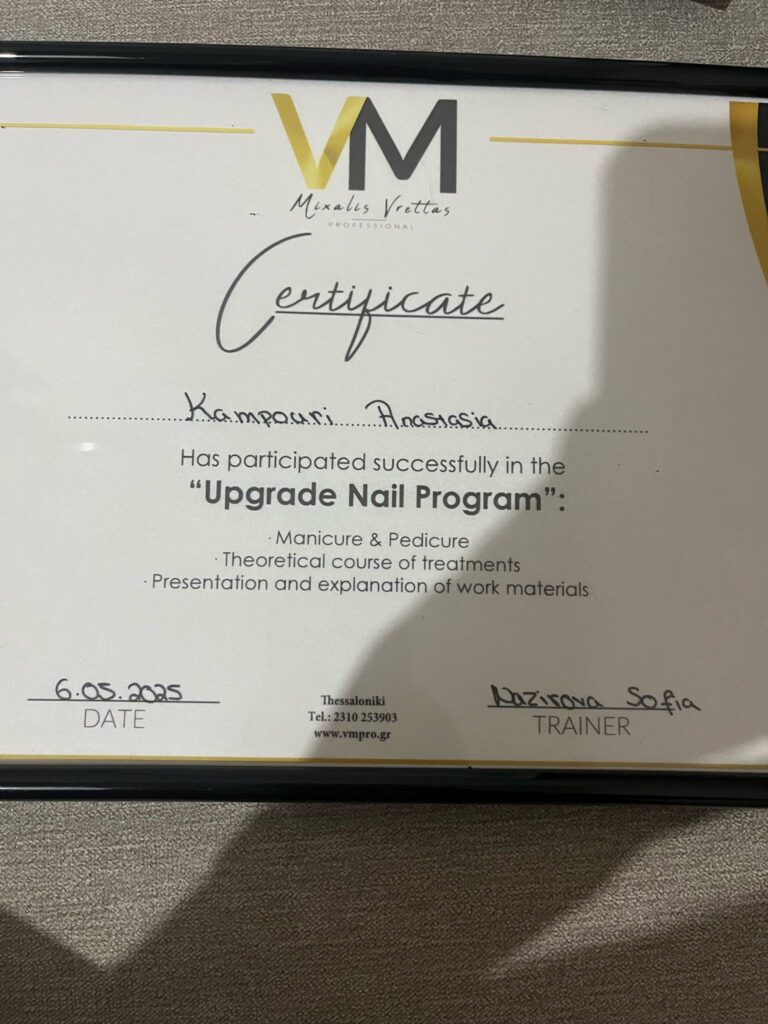 VM
Mixalis Vrettas
PROFESSIONAL
Certificate
Kampouri Anastasia
Has participated successfully in the
“Upgrade Nail Program”:
· Manicure & Pedicure
· Theoretical course of treatments
· Presentation and explanation of work materials
6.05.2025
DATE
Thessaloniki
Tel.: 2310 253903
www.vmpro.gr
Nazirova Sofia
TRAINER